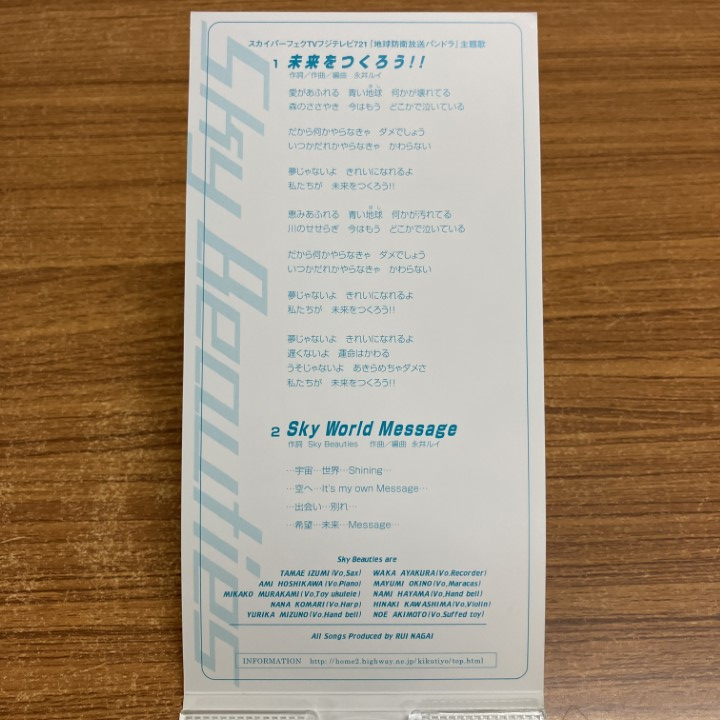 Sky Beauties
スカイパーフェクTVフジテレビ721『地球防衛放送パンドラ』主題歌
1 未来をつくろう!!
作詞／作曲／編曲 永井ルイ
愛があふれる 青い地球 何かが壊れてる
森のささやき 今はもう どこかで泣いている
だから何かやらなきゃ ダメでしょう
いつかだれかやらなきゃ かわらない
夢じゃないよ きれいになれるよ
私たちが 未来をつくろう!!
恵みあふれる 青い地球 何かが汚れてる
川のせせらぎ 今はもう どこかで泣いている
だから何かやらなきゃ ダメでしょう
いつかだれかやらなきゃ かわらない
夢じゃないよ きれいになれるよ
私たちが 未来をつくろう!!
夢じゃないよ きれいになれるよ
遅くないよ 運命はかわる
うそじゃないよ あきらめちゃダメさ
私たちが 未来をつくろう!!
2 Sky World Message
作詞 Sky Beauties 作曲／編曲 永井ルイ
…宇宙…世界…Shining…
…空へ…It's my own Message…
…出会い…別れ…
…希望…未来…Message…
Sky Beauties are
TAMAE IZUMI(Vo,Sax) WAKA AYAKURA(Vo,Recorder)
AMI HOSHIKAWA(Vo,Piano) MAYUMI OKINO(Vo,Maracas)
MIKAKO MURAKAMI(Vo,Toy ukulele) NAMI HAYAMA(Vo,Hand bell)
NANA KOMARI(Vo,Harp) HINAKI KAWASHIMA(Vo,Violin)
YURIKA MIZUNO(Vo,Hand bell) NOE AKIMOTO(Vo,Suffed toy)
All Songs Produced by RUI NAGAI
INFORMATION http://home2.highway.ne.jp/kikutiyo/top.html